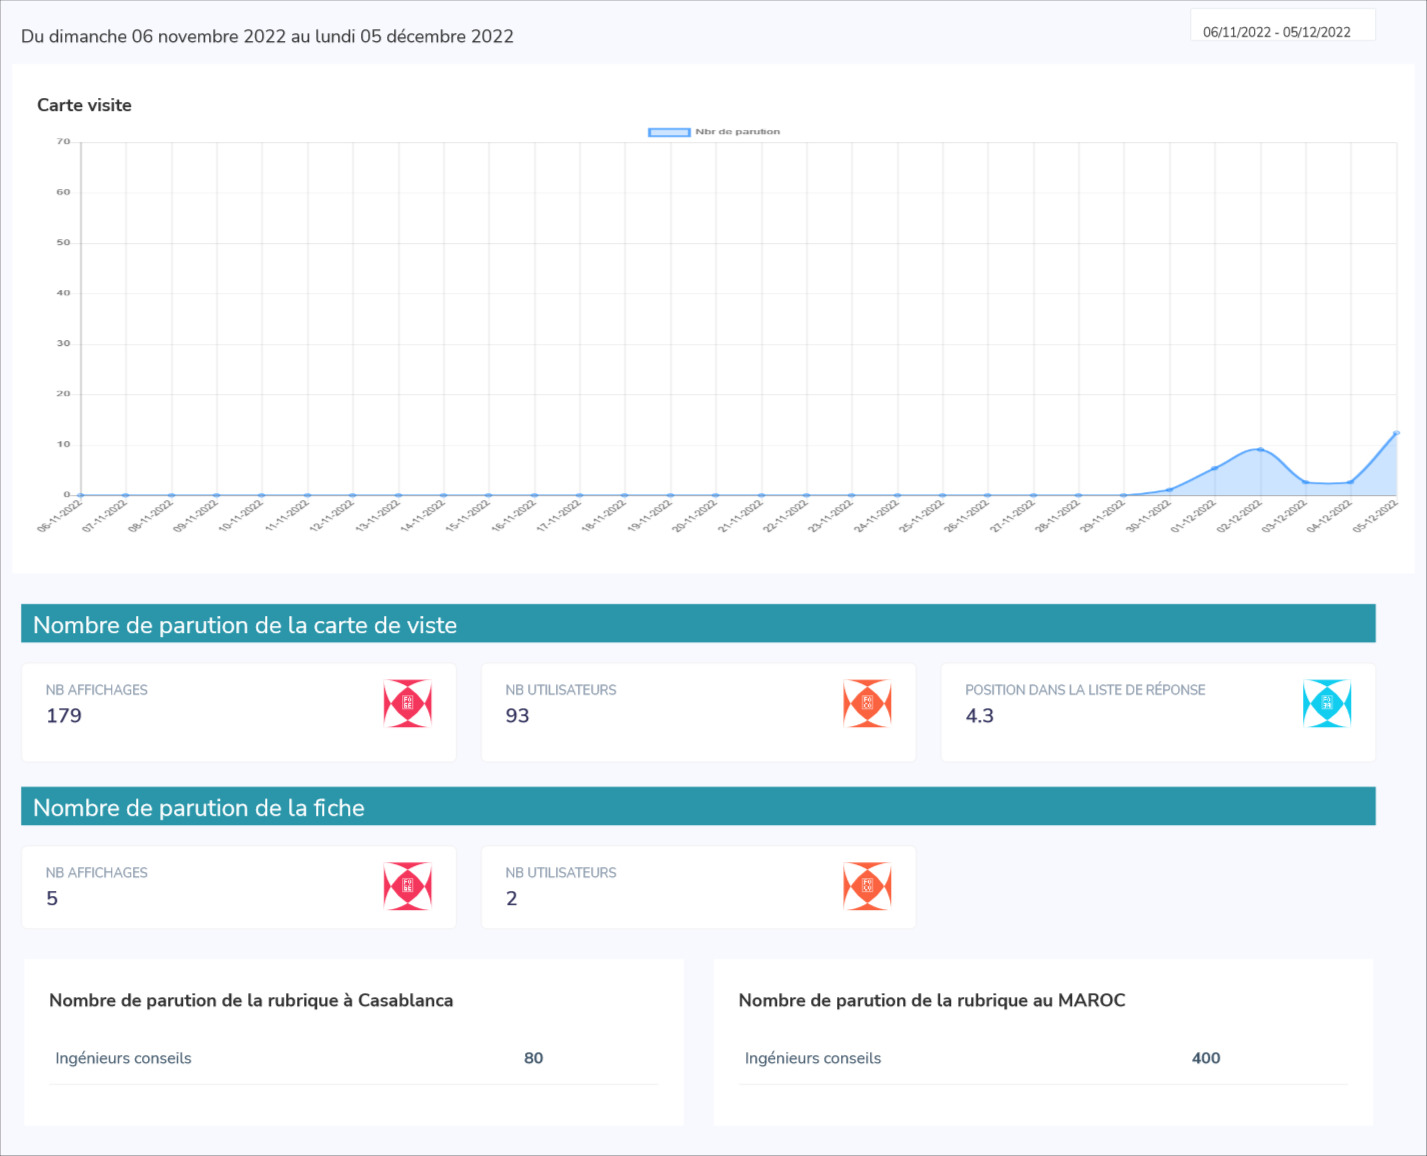 Du dimanche 06 novembre 2022 au lundi 05 décembre 2022
06/11/2022 - 05/12/2022
Carte visite
Nbr de parution
70
60
50
40
30
20
10
0
06-11-2022
07-11-2022
08-11-2022
09-11-2022
10-11-2022
11-11-2022
12-11-2022
13-11-2022
14-11-2022
15-11-2022
16-11-2022
17-11-2022
18-11-2022
19-11-2022
20-11-2022
21-11-2022
22-11-2022
23-11-2022
24-11-2022
25-11-2022
26-11-2022
27-11-2022
28-11-2022
29-11-2022
30-11-2022
01-12-2022
02-12-2022
03-12-2022
04-12-2022
05-12-2022
Nombre de parution de la carte de viste
NB AFFICHAGES
179
NB UTILISATEURS
93
POSITION DANS LA LISTE DE RÉPONSE
4.3
Nombre de parution de la fiche
NB AFFICHAGES
5
NB UTILISATEURS
2
Nombre de parution de la rubrique à Casablanca
Ingénieurs conseils 80
Nombre de parution de la rubrique au MAROC
Ingénieurs conseils 400